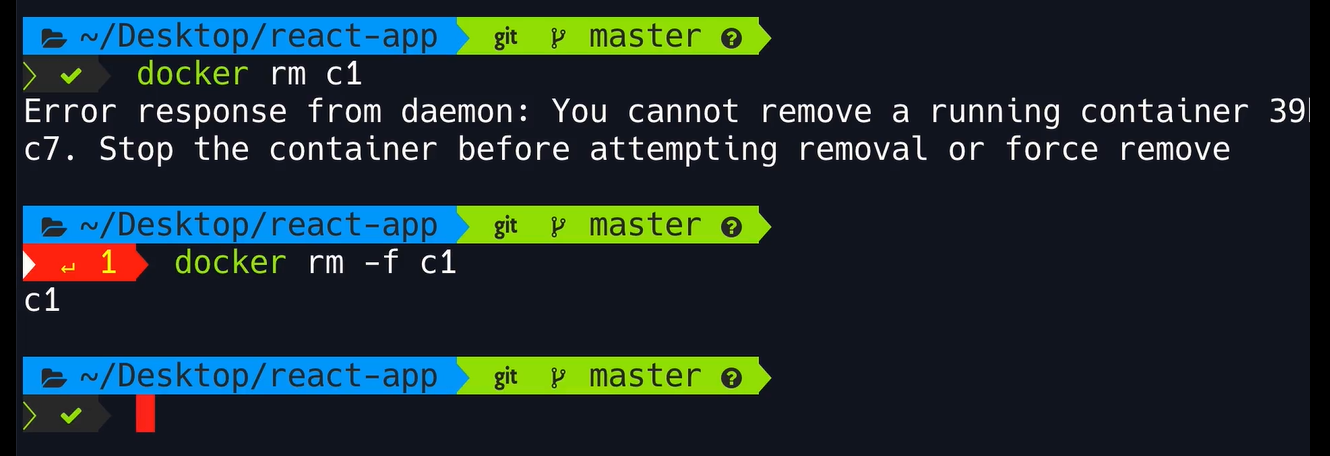 ~/Desktop/react-app git master ?
docker rm c1
Error response from daemon: You cannot remove a running container
c7. Stop the container before attempting removal or force remove
~/Desktop/react-app git master ?
↵ 1 docker rm -f c1
c1
~/Desktop/react-app git master ?